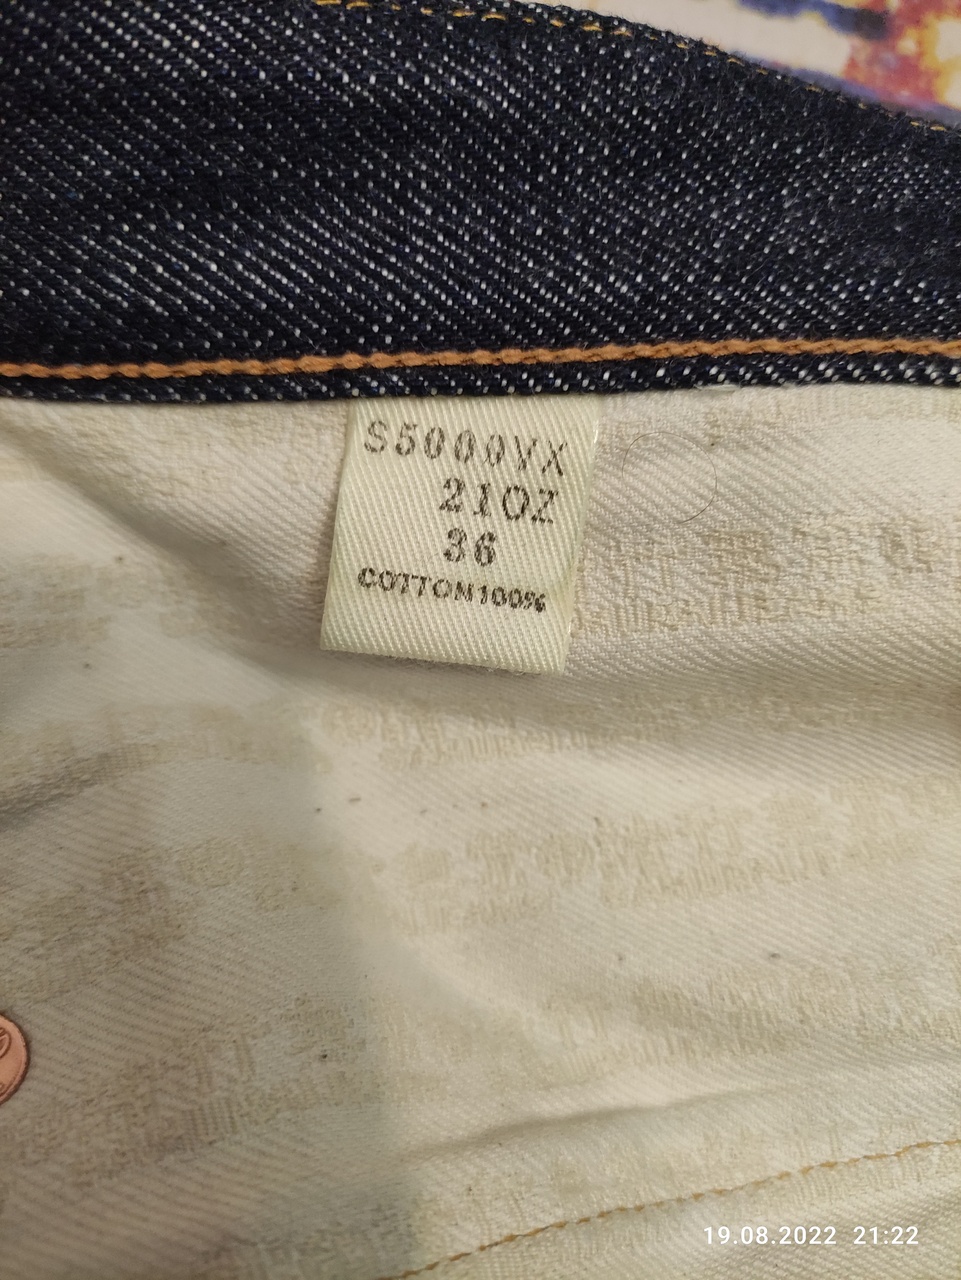 S5000VX
21OZ
36
COTTON100%
19.08.2022 21:22